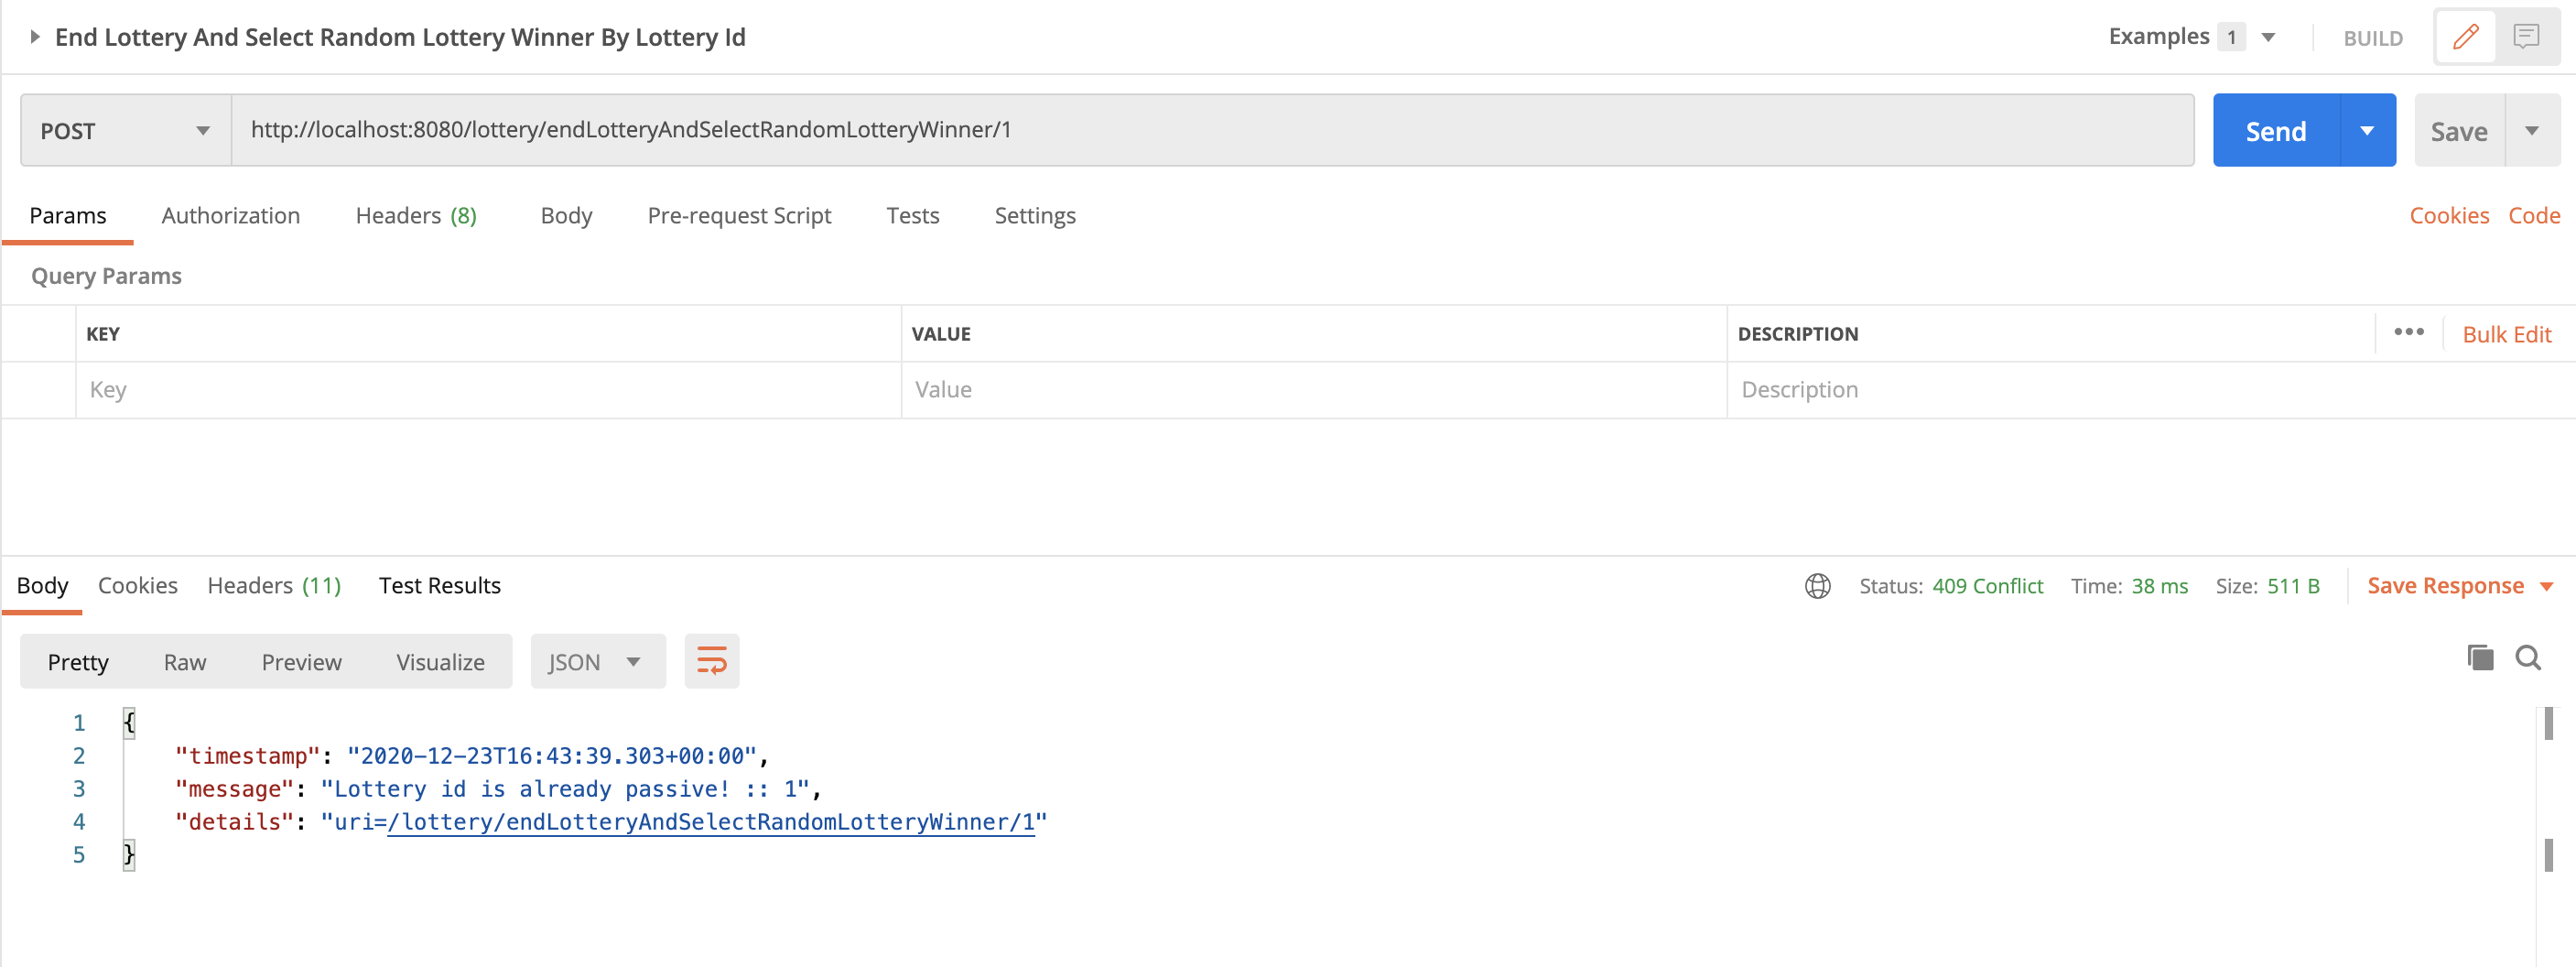 End Lottery And Select Random Lottery Winner By Lottery Id Examples 1 BUILD
POST http://localhost:8080/lottery/endLotteryAndSelectRandomLotteryWinner/1 Send Save
Params Authorization Headers (8) Body Pre-request Script Tests Settings Cookies Code
Query Params
KEY VALUE DESCRIPTION ••• Bulk Edit
Key Value Description
Body Cookies Headers (11) Test Results Status: 409 Conflict Time: 38 ms Size: 511 B Save Response
Pretty Raw Preview Visualize JSON
1 {
2 "timestamp": "2020-12-23T16:43:39.303+00:00",
3 "message": "Lottery id is already passive! :: 1",
4 "details": "uri=/lottery/endLotteryAndSelectRandomLotteryWinner/1"
5 }